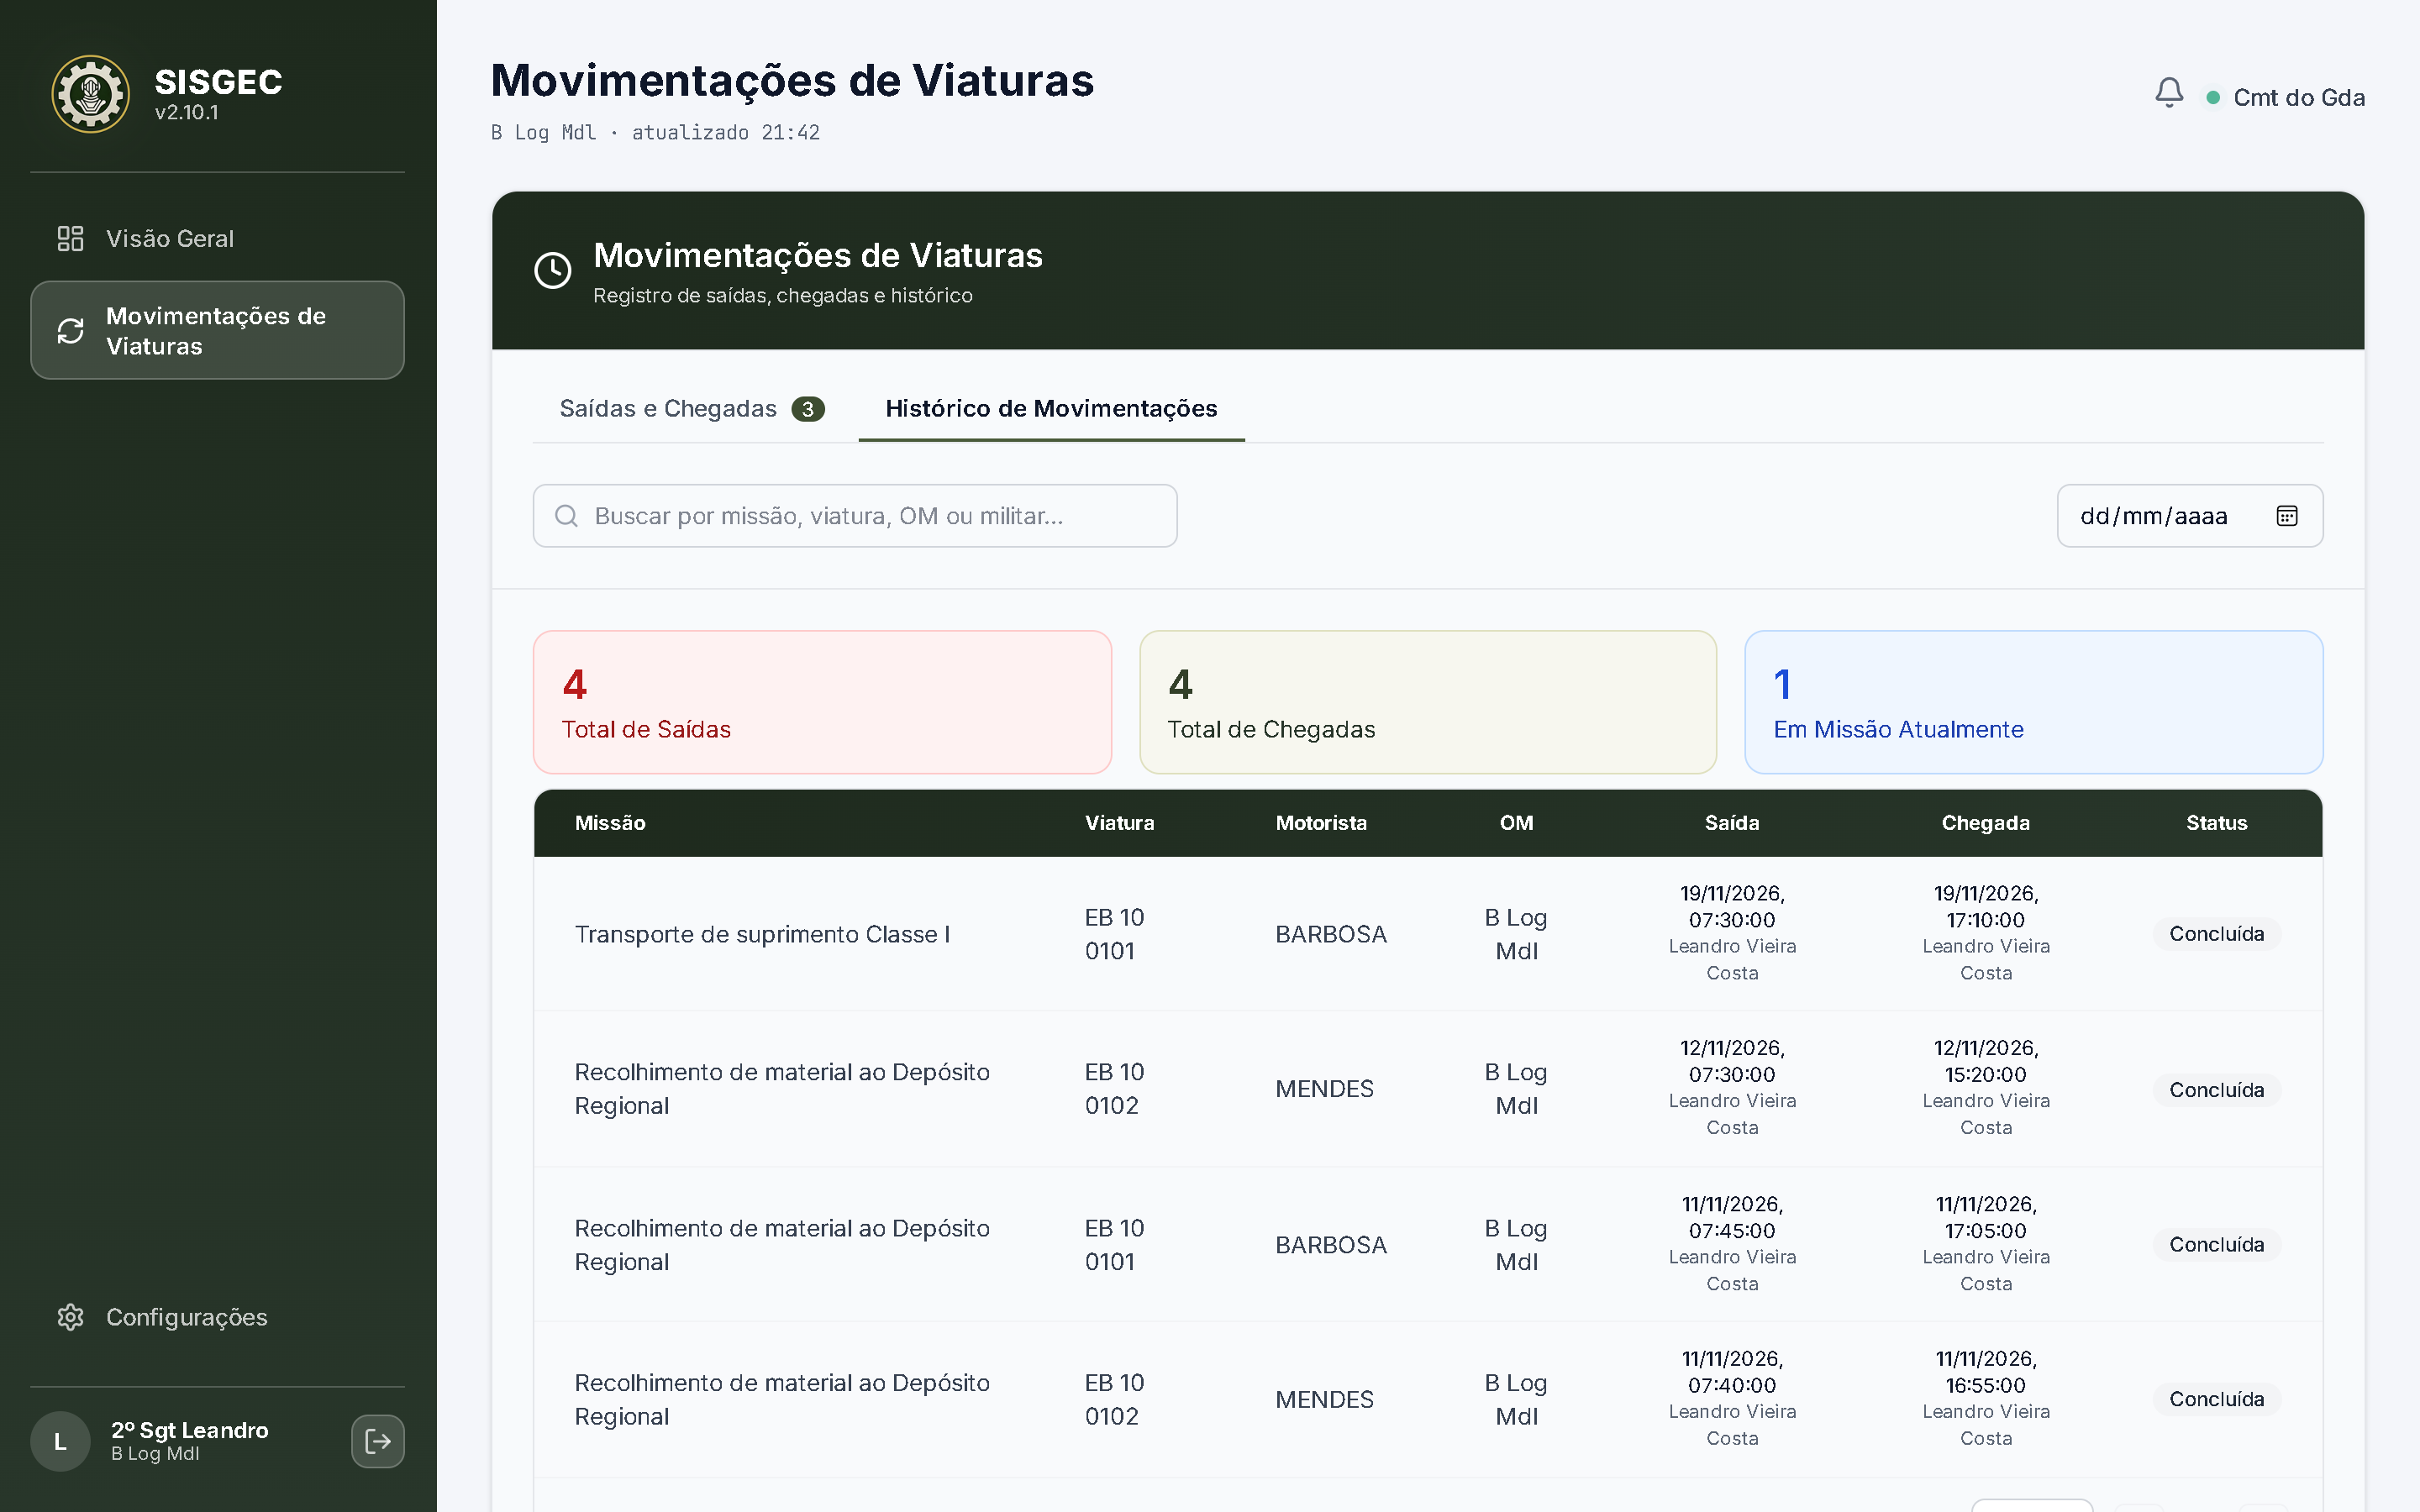 SISGEC
v2.10.1
Visão Geral
Movimentações de
Viaturas
Configurações
L
2º Sgt Leandro
B Log Mdl
Movimentações de Viaturas
B Log Mdl · atualizado 21:42
Cmt do Gda
Movimentações de Viaturas
Registro de saídas, chegadas e histórico
Saídas e Chegadas 3
Histórico de Movimentações
Buscar por missão, viatura, OM ou militar...
dd/mm/aaaa
4
Total de Saídas
4
Total de Chegadas
1
Em Missão Atualmente
Missão Viatura Motorista OM Saída Chegada Status
Transporte de suprimento Classe I
EB 10
0101
BARBOSA
B Log
Mdl
19/11/2026,
07:30:00
Leandro Vieira
Costa
19/11/2026,
17:10:00
Leandro Vieira
Costa
Concluída
Recolhimento de material ao Depósito
Regional
EB 10
0102
MENDES
B Log
Mdl
12/11/2026,
07:30:00
Leandro Vieira
Costa
12/11/2026,
15:20:00
Leandro Vieira
Costa
Concluída
Recolhimento de material ao Depósito
Regional
EB 10
0101
BARBOSA
B Log
Mdl
11/11/2026,
07:45:00
Leandro Vieira
Costa
11/11/2026,
17:05:00
Leandro Vieira
Costa
Concluída
Recolhimento de material ao Depósito
Regional
EB 10
0102
MENDES
B Log
Mdl
11/11/2026,
07:40:00
Leandro Vieira
Costa
11/11/2026,
16:55:00
Leandro Vieira
Costa
Concluída